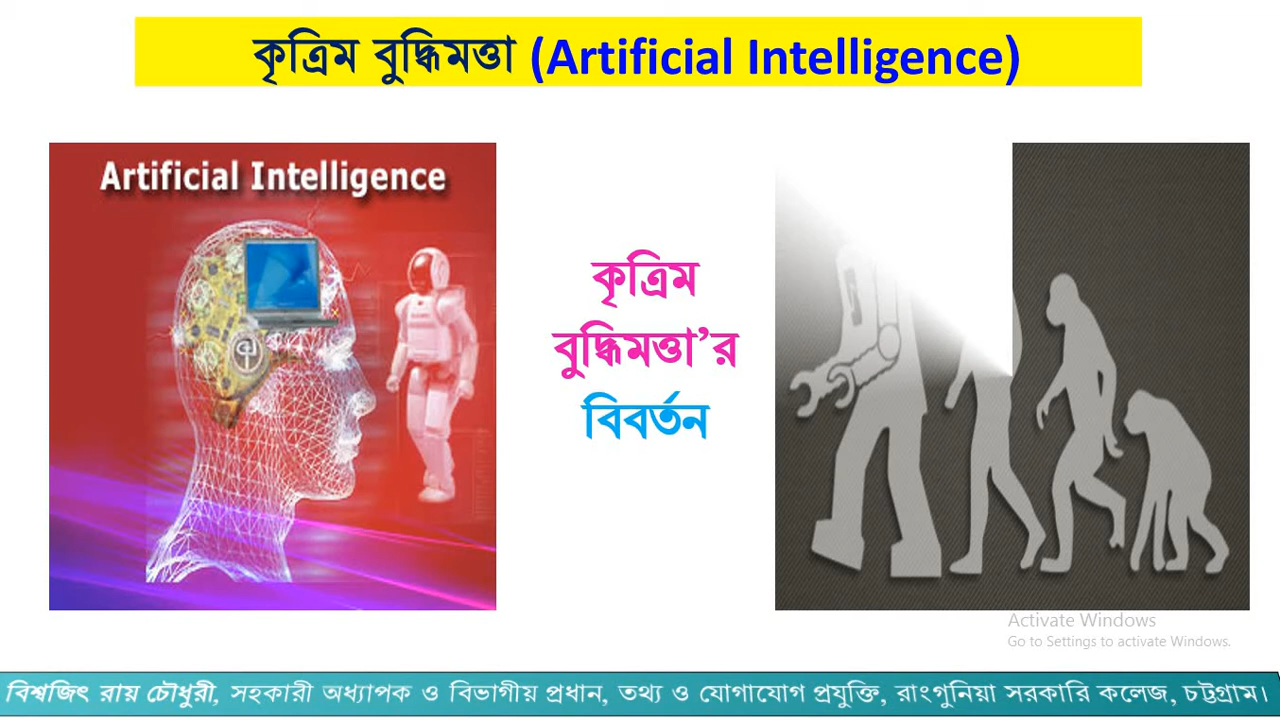 কৃত্রিম বুদ্ধিমত্তা (Artificial Intelligence)
Artificial Intelligence
কৃত্রিম
বুদ্ধিমত্তা’র
বিবর্তন
Activate Windows
Go to Settings to activate Windows.
বিশ্বজিৎ রায় চৌধুরী, সহকারী অধ্যাপক ও বিভাগীয় প্রধান, তথ্য ও যোগাযোগ প্রযুক্তি, রাংগুনিয়া সরকারি কলেজ, চট্টগ্রাম।